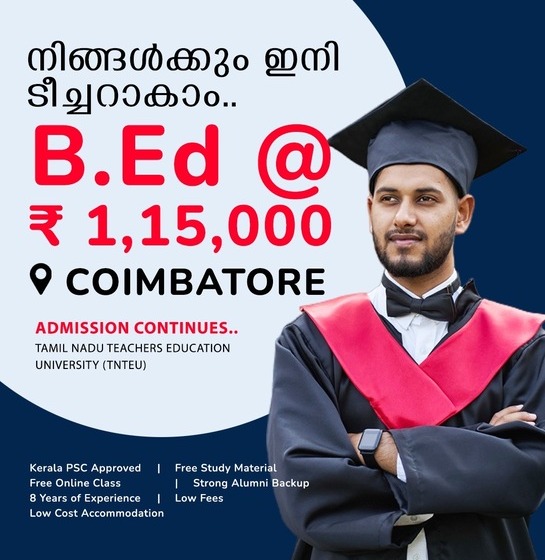 നിങ്ങൾക്കും ഇനി
ടീച്ചറാകാം..
B.Ed @
₹ 1,15,000
COIMBATORE
ADMISSION CONTINUES..
TAMIL NADU TEACHERS EDUCATION
UNIVERSITY (TNTEU)
Kerala PSC Approved | Free Study Material
Free Online Class | Strong Alumni Backup
8 Years of Experience | Low Fees
Low Cost Accommodation